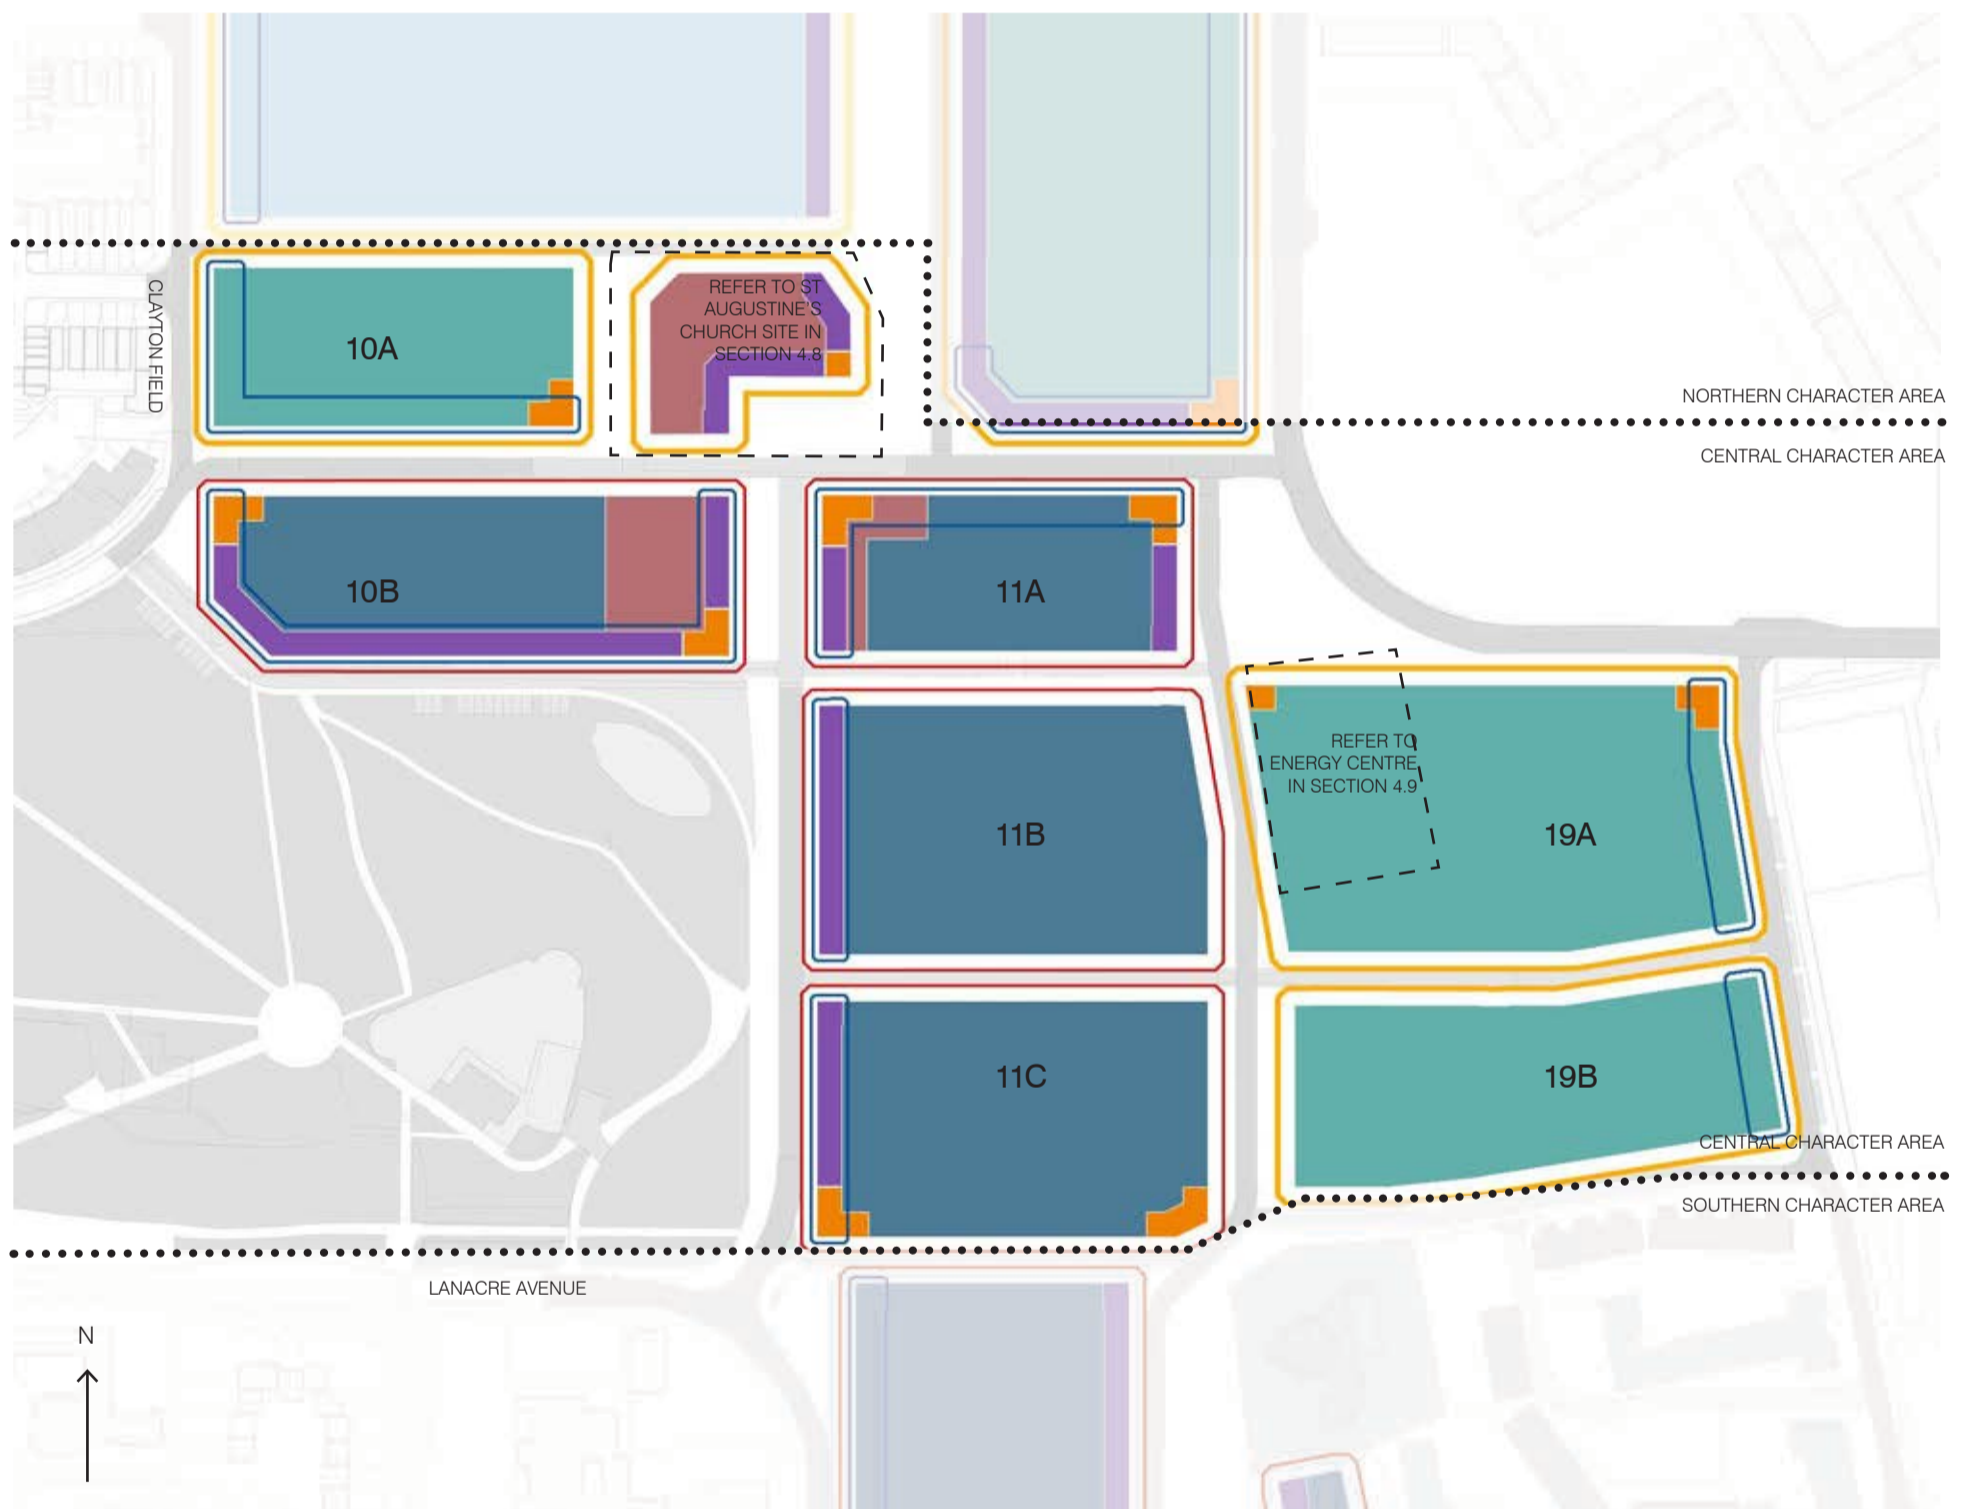 CLAYTON FIELD
10A
REFER TO ST
AUGUSTINE'S
CHURCH SITE IN
SECTION 4.8
NORTHERN CHARACTER AREA
CENTRAL CHARACTER AREA
10B
11A
11B
REFER TO
ENERGY CENTRE
IN SECTION 4.9
19A
11C
19B
CENTRAL CHARACTER AREA
SOUTHERN CHARACTER AREA
LANACRE AVENUE
N